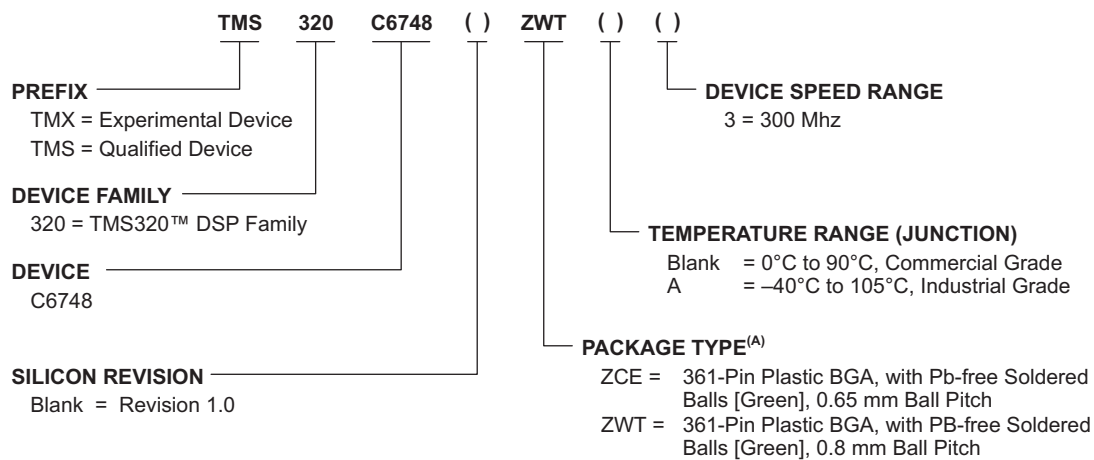 TMS 320 C6748 ( ) ZWT ( ) ( )
PREFIX
TMX = Experimental Device
TMS = Qualified Device
DEVICE FAMILY
320 = TMS320™ DSP Family
DEVICE
C6748
SILICON REVISION
Blank = Revision 1.0
DEVICE SPEED RANGE
3 = 300 Mhz
TEMPERATURE RANGE (JUNCTION)
Blank = 0°C to 90°C, Commercial Grade
A = –40°C to 105°C, Industrial Grade
PACKAGE TYPE(A)
ZCE = 361-Pin Plastic BGA, with Pb-free Soldered
Balls [Green], 0.65 mm Ball Pitch
ZWT = 361-Pin Plastic BGA, with PB-free Soldered
Balls [Green], 0.8 mm Ball Pitch